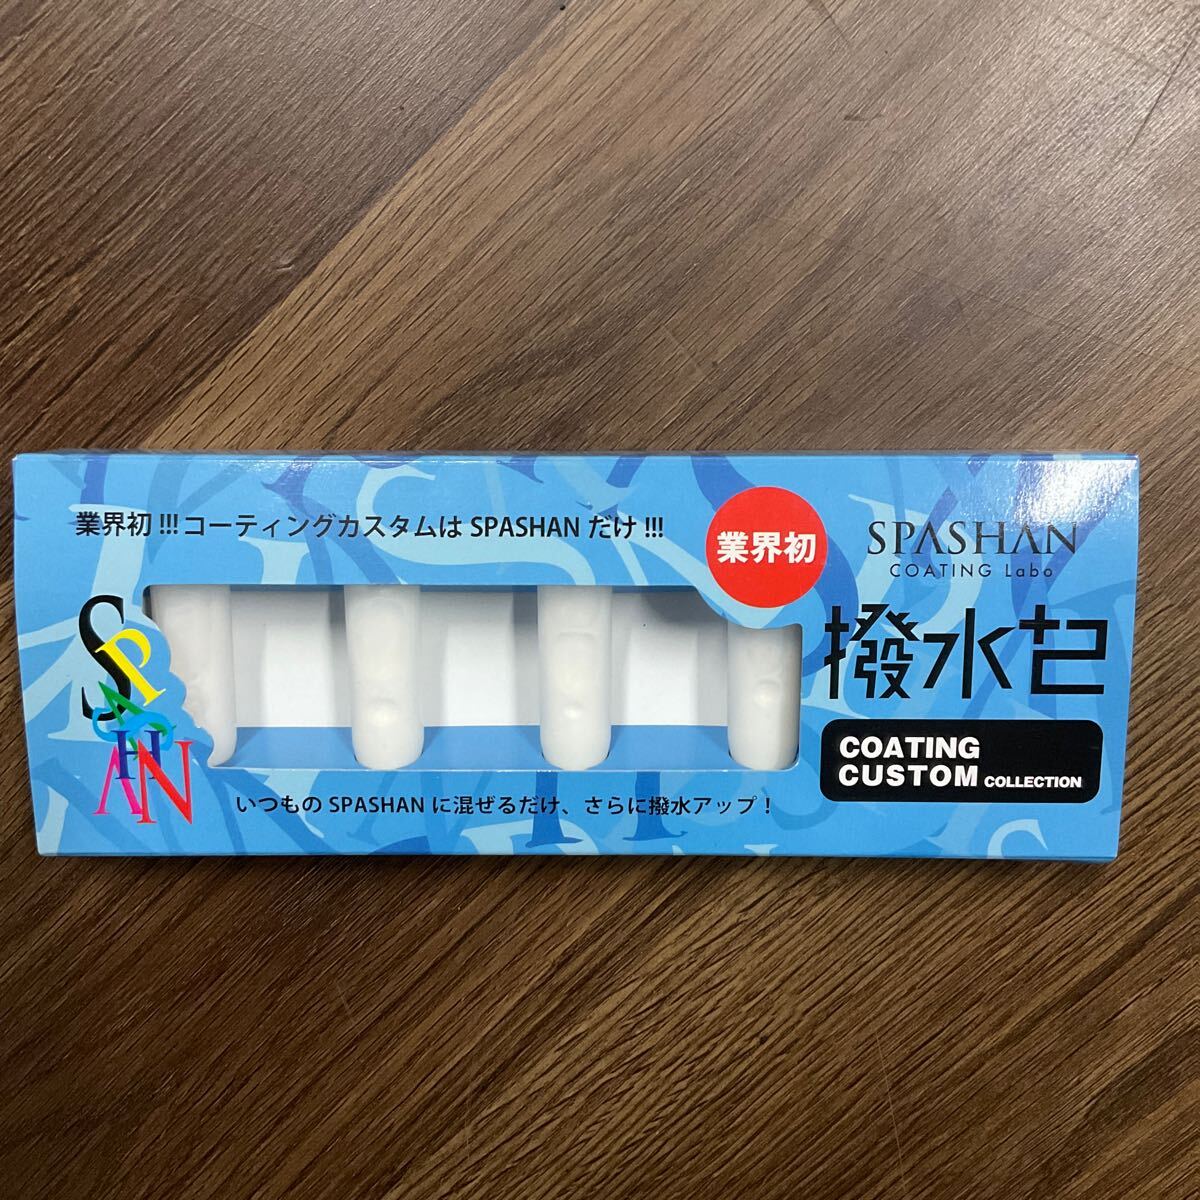 業界初!!!コーティングカスタムは SPASHAN だけ!!!
業界初
SPASHAN
COATING Labo
撥水セ
COATING
CUSTOM COLLECTION
SPASHAN
いつもの SPASHAN に混ぜるだけ、さらに撥水アップ!